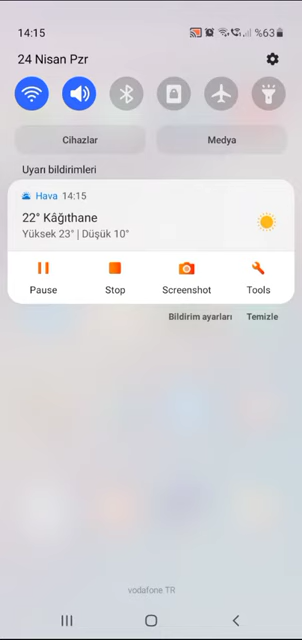 14:15 %63
24 Nisan Pzr
Cihazlar Medya
Uyarı bildirimleri
Hava 14:15
22° Kâğıthane
Yüksek 23° | Düşük 10°
Pause Stop Screenshot Tools
Bildirim ayarları Temizle
vodafone TR